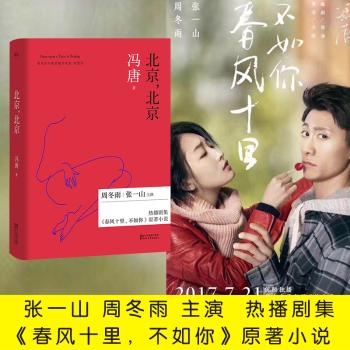 北京，北京
冯唐 著
北京，北京
冯唐
周冬雨 张一山 主演
热播剧集
《春风十里，不如你》原著小说
张一山
周冬雨
春风十里
不如你
2017-7-21
张一山 周冬雨 主演 热播剧集
《春风十里，不如你》原著小说